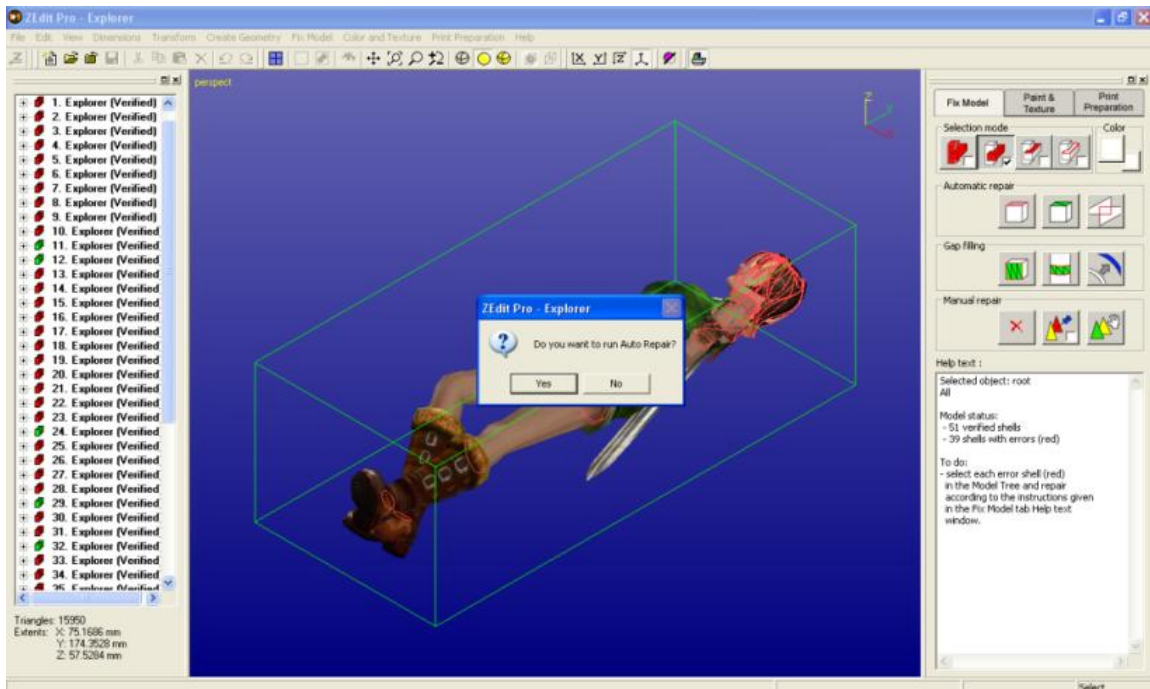 ZEdit Pro - Explorer
File Edit View Dimensions Transform Create Geometry Fix Model Color and Texture Print Preparation Help
perspect
Z
Y
X
1. Explorer (Verified)
2. Explorer (Verified)
3. Explorer (Verified)
4. Explorer (Verified)
5. Explorer (Verified)
6. Explorer (Verified)
7. Explorer (Verified)
8. Explorer (Verified)
9. Explorer (Verified)
10. Explorer (Verified
11. Explorer (Verified
12. Explorer (Verified
13. Explorer (Verified
14. Explorer (Verified
15. Explorer (Verified
16. Explorer (Verified
17. Explorer (Verified
18. Explorer (Verified
19. Explorer (Verified
20. Explorer (Verified
21. Explorer (Verified
22. Explorer (Verified
23. Explorer (Verified
24. Explorer (Verified
25. Explorer (Verified
26. Explorer (Verified
27. Explorer (Verified
28. Explorer (Verified
29. Explorer (Verified
30. Explorer (Verified
31. Explorer (Verified
32. Explorer (Verified
33. Explorer (Verified
34. Explorer (Verified
35. Explorer (Verified
Triangles: 15950
Extents: X: 75.1686 mm
Y: 174.3528 mm
Z: 57.5284 mm
ZEdit Pro - Explorer
Do you want to run Auto Repair?
Yes
No
Fix Model
Paint & Texture
Print Preparation
Selection mode
Color
Automatic repair
Gap filling
Manual repair
Help text :
Selected object: root
All
Model status:
- 51 verified shells
- 39 shells with errors (red)
To do:
- select each error shell (red)
in the Model Tree and repair
according to the instructions given
in the Fix Model tab Help text
window.
Select